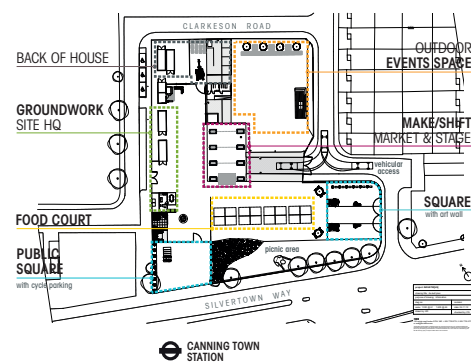 CLARKESON ROAD
BACK OF HOUSE
OUTDOOR
EVENTS SPACE
GROUNDWORK
SITE HQ
MAKE/SHIFT
MARKET & STAGE
vehicular
access
SQUARE
with art wall
FOOD COURT
PUBLIC
SQUARE
with cycle parking
picnic area
SILVERTOWN WAY
CANNING TOWN
STATION